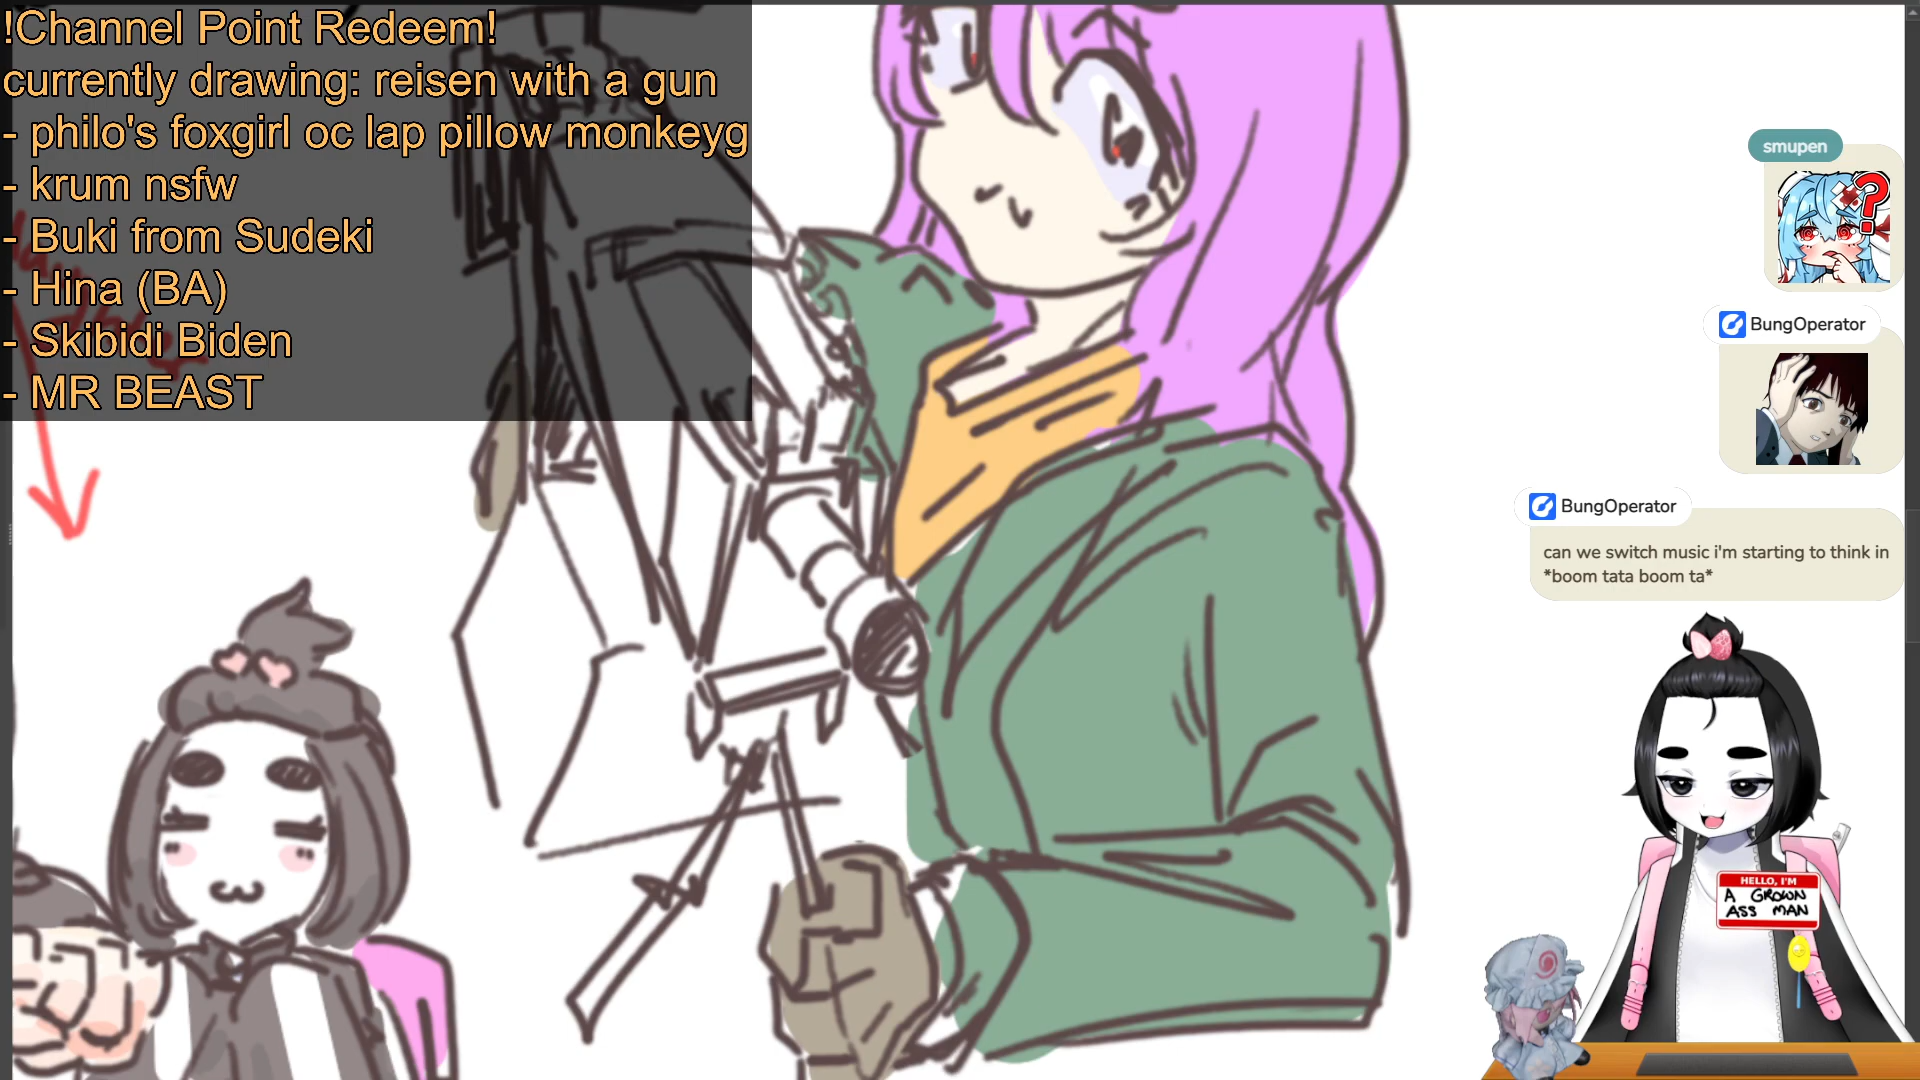 !Channel Point Redeem!
currently drawing: reisen with a gun
- philo's foxgirl oc lap pillow monkeyg
- krum nsfw
- Buki from Sudeki
- Hina (BA)
- Skibidi Biden
- MR BEAST
smupen
?
BungOperator
BungOperator
can we switch music i'm starting to think in
*boom tata boom ta*
HELLO, I'M
A GROWN
ASS MAN